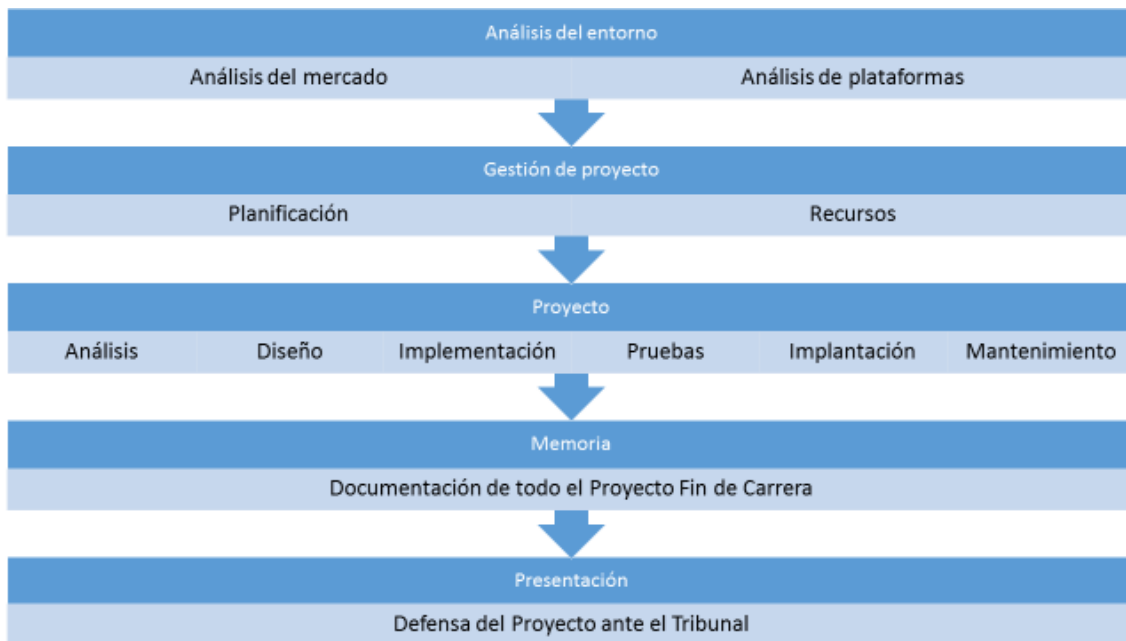 Análisis del entorno
Análisis del mercado Análisis de plataformas
Gestión de proyecto
Planificación Recursos
Proyecto
Análisis Diseño Implementación Pruebas Implantación Mantenimiento
Memoria
Documentación de todo el Proyecto Fin de Carrera
Presentación
Defensa del Proyecto ante el Tribunal